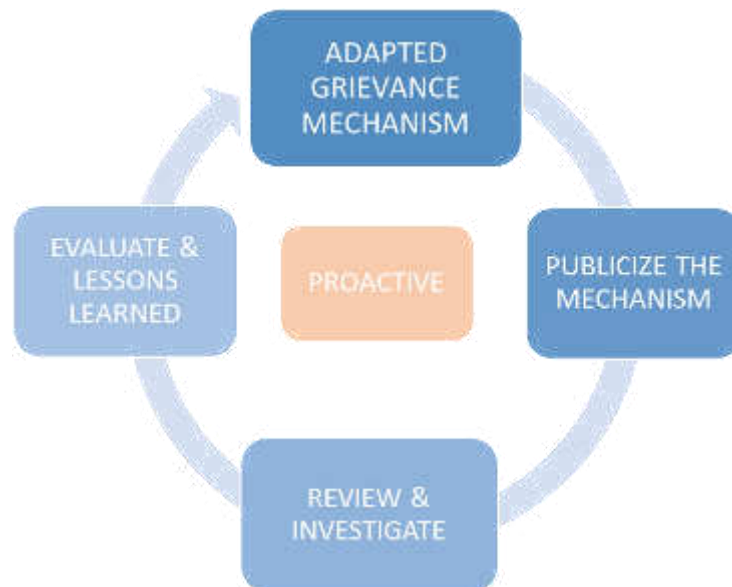 ADAPTED
GRIEVANCE
MECHANISM
EVALUATE &
LESSONS
LEARNED
PROACTIVE
PUBLICIZE THE
MECHANISM
REVIEW &
INVESTIGATE